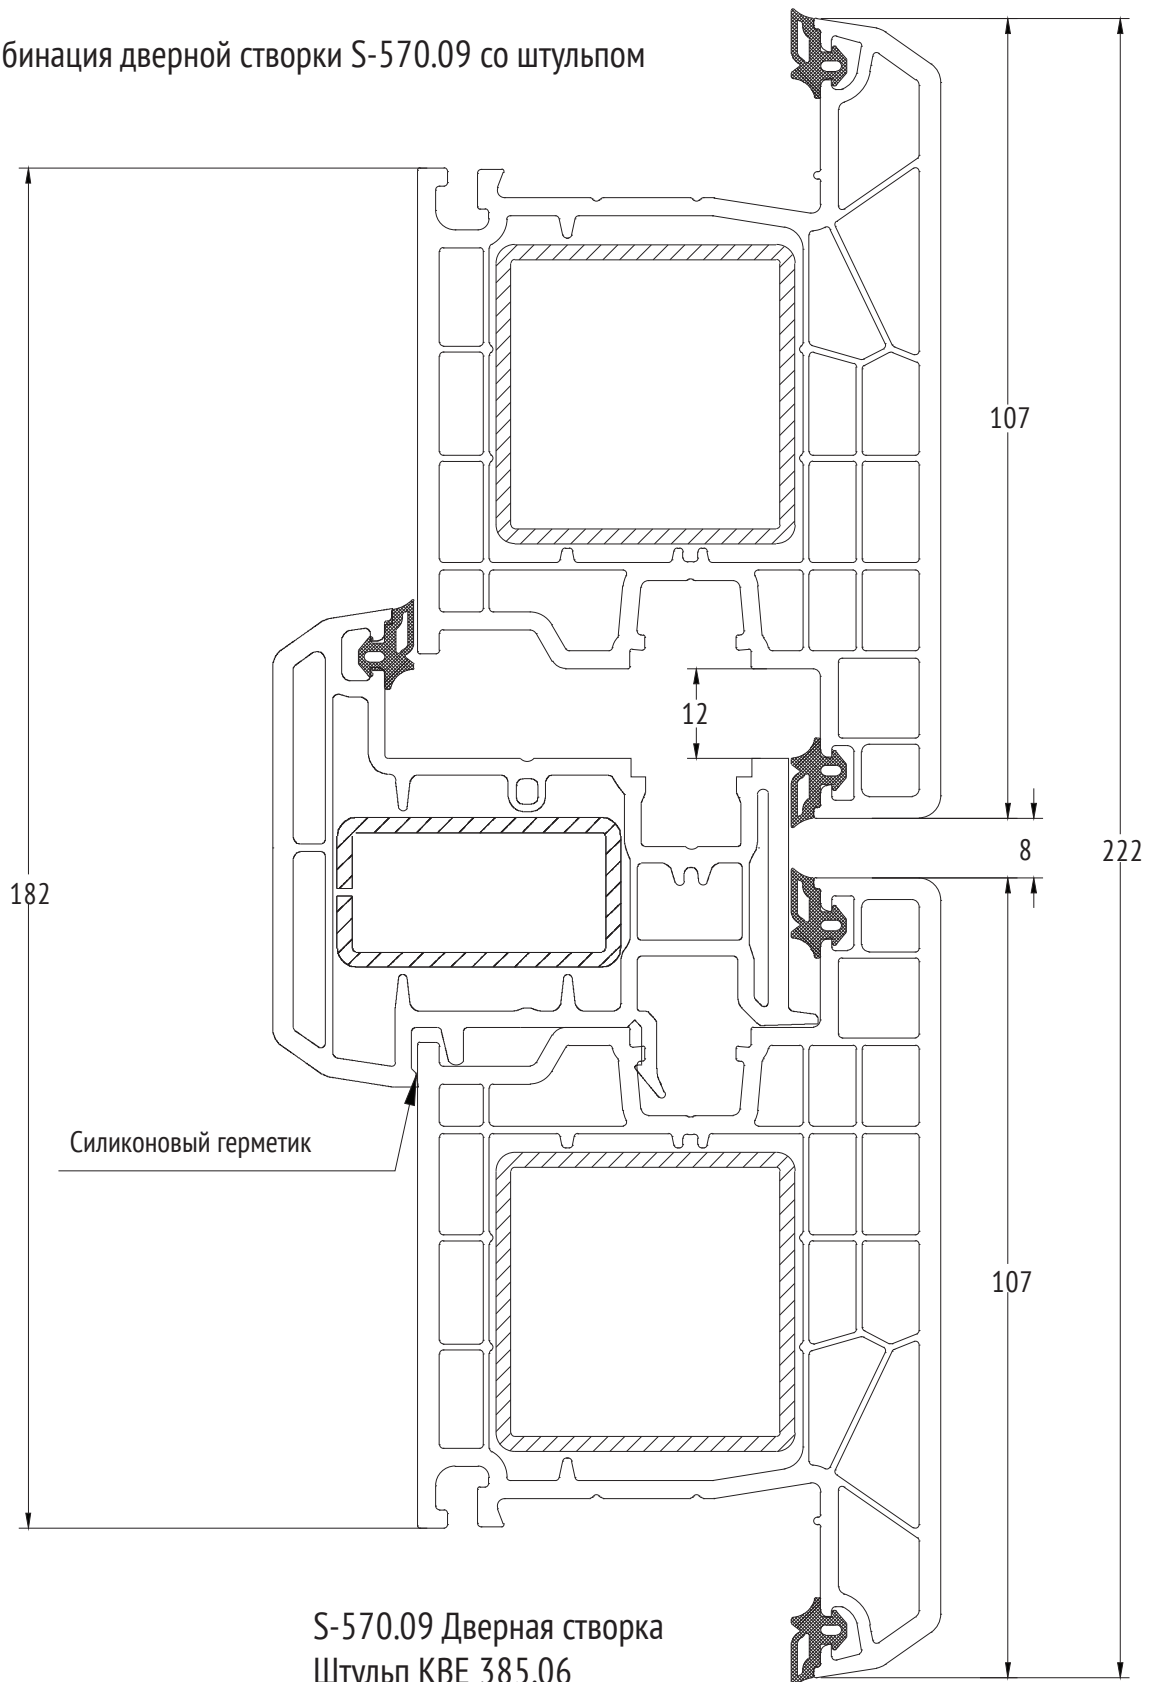 бинация дверной створки S-570.09 со штульпом
107
12
8
222
182
Силиконовый герметик
107
S-570.09 Дверная створка
Штульп KBE 385.06